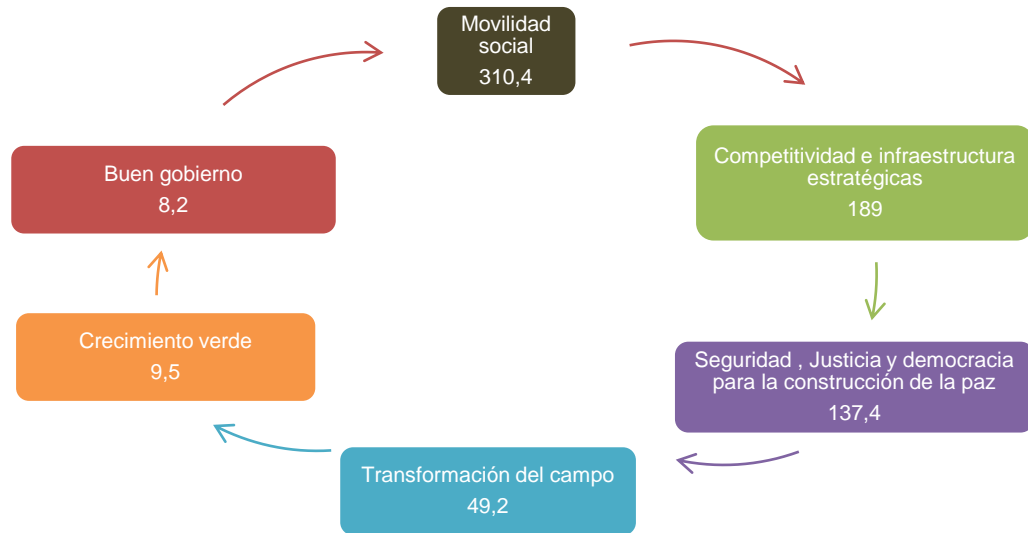 Movilidad
social
310,4
Competitividad e infraestructura
estratégicas
189
Seguridad , Justicia y democracia
para la construcción de la paz
137,4
Transformación del campo
49,2
Crecimiento verde
9,5
Buen gobierno
8,2